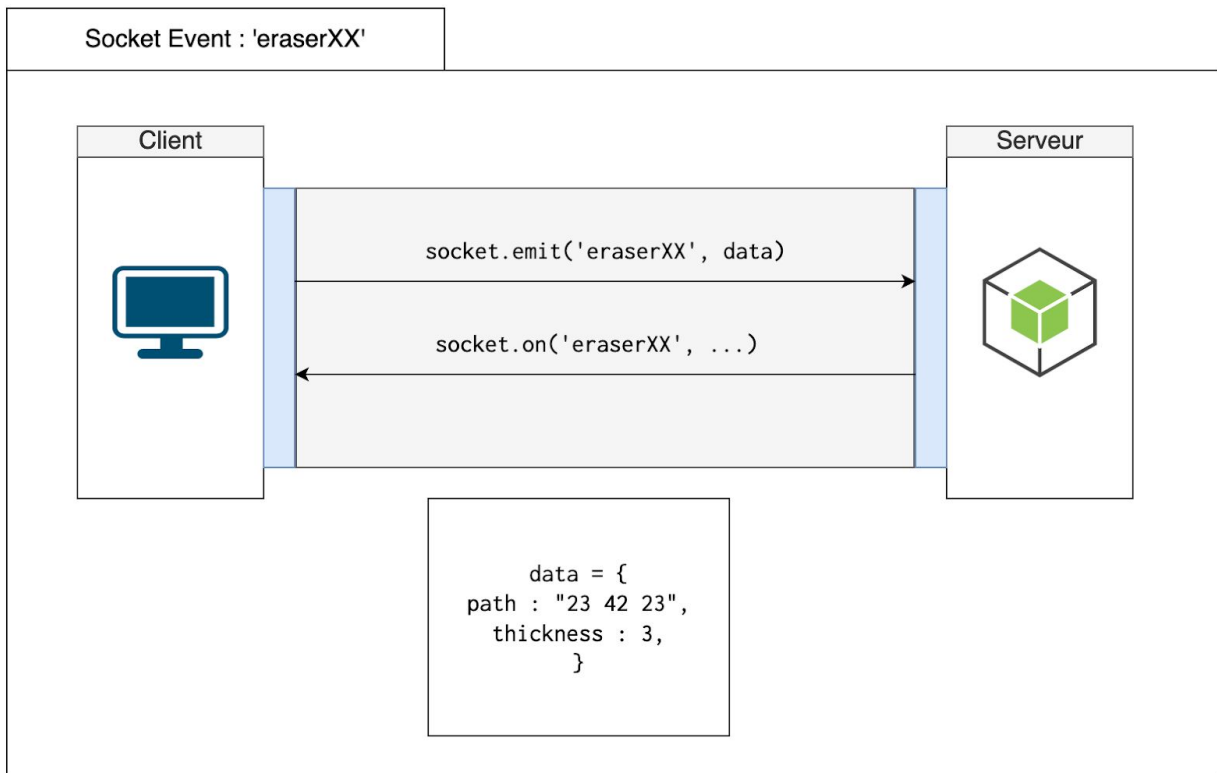 Socket Event : 'eraserXX'
Client
Serveur
socket.emit('eraserXX', data)
socket.on('eraserXX', ...)
data = {
path : "23 42 23",
thickness : 3,
}